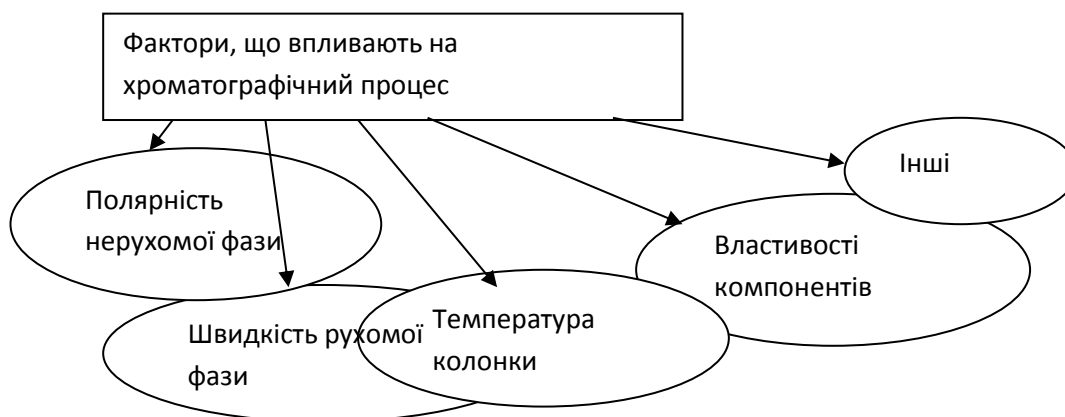 Фактори, що впливають на
хроматографічний процес
Інші
Полярність
нерухомої фази
Властивості
компонентів
Швидкість рухомої
фази
Температура
колонки